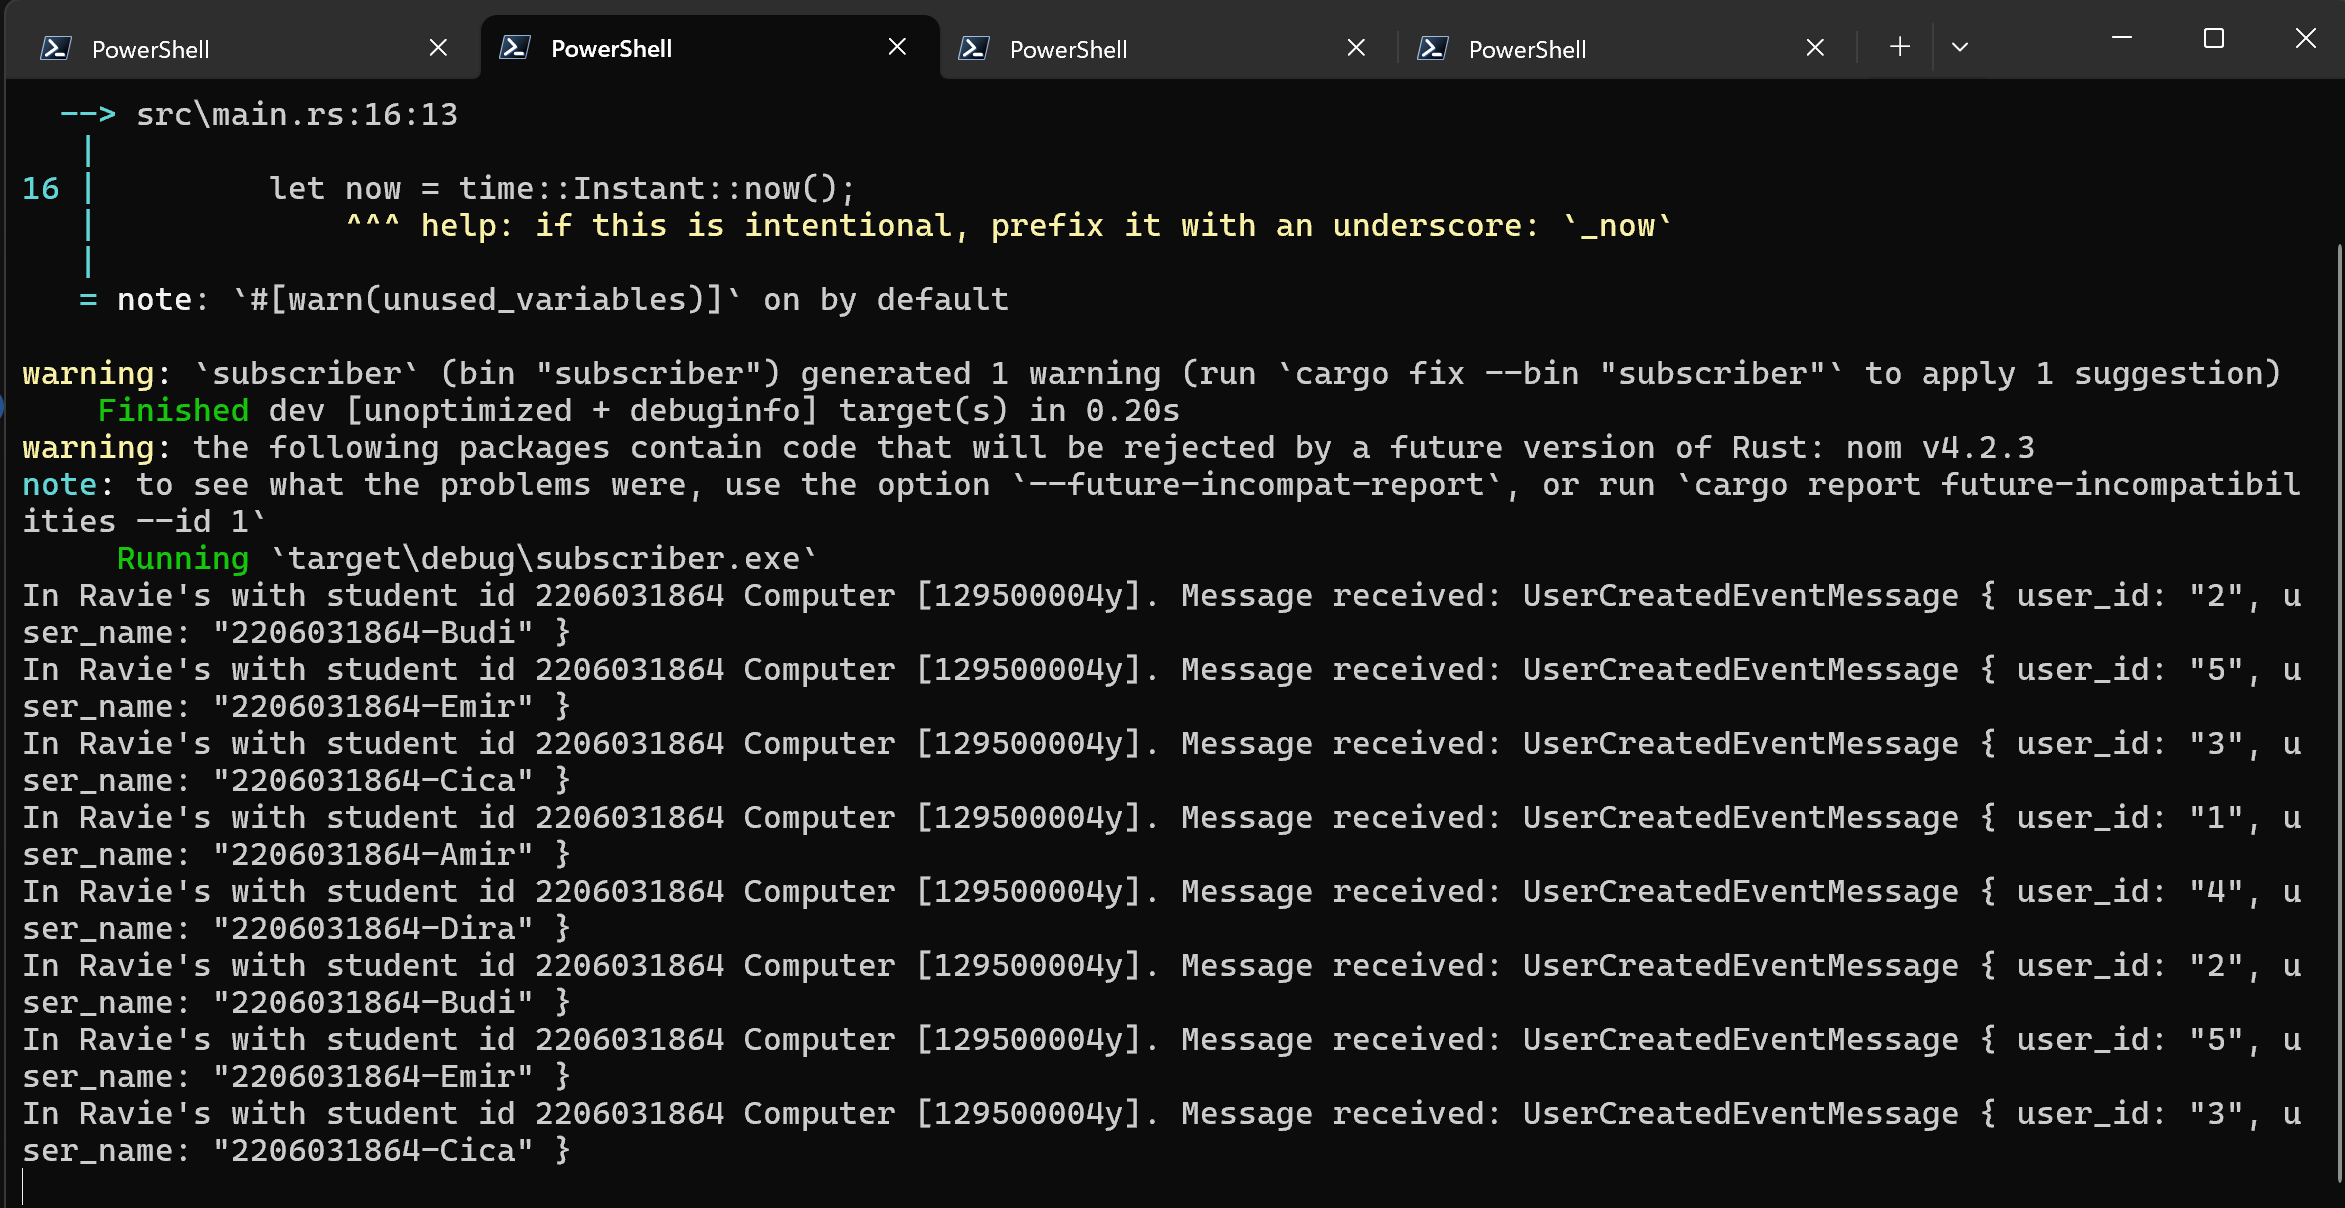 PowerShell PowerShell PowerShell PowerShell
  --> src\main.rs:16:13
   |
16 |         let now = time::Instant::now();
   |             ^^^ help: if this is intentional, prefix it with an underscore: `_now`
   |
   = note: `#[warn(unused_variables)]` on by default

warning: `subscriber` (bin "subscriber") generated 1 warning (run `cargo fix --bin "subscriber"` to apply 1 suggestion)
    Finished dev [unoptimized + debuginfo] target(s) in 0.20s
warning: the following packages contain code that will be rejected by a future version of Rust: nom v4.2.3
note: to see what the problems were, use the option `--future-incompat-report`, or run `cargo report future-incompatibil
ities --id 1`
     Running `target\debug\subscriber.exe`
In Ravie's with student id 2206031864 Computer [129500004y]. Message received: UserCreatedEventMessage { user_id: "2", u
ser_name: "2206031864-Budi" }
In Ravie's with student id 2206031864 Computer [129500004y]. Message received: UserCreatedEventMessage { user_id: "5", u
ser_name: "2206031864-Emir" }
In Ravie's with student id 2206031864 Computer [129500004y]. Message received: UserCreatedEventMessage { user_id: "3", u
ser_name: "2206031864-Cica" }
In Ravie's with student id 2206031864 Computer [129500004y]. Message received: UserCreatedEventMessage { user_id: "1", u
ser_name: "2206031864-Amir" }
In Ravie's with student id 2206031864 Computer [129500004y]. Message received: UserCreatedEventMessage { user_id: "4", u
ser_name: "2206031864-Dira" }
In Ravie's with student id 2206031864 Computer [129500004y]. Message received: UserCreatedEventMessage { user_id: "2", u
ser_name: "2206031864-Budi" }
In Ravie's with student id 2206031864 Computer [129500004y]. Message received: UserCreatedEventMessage { user_id: "5", u
ser_name: "2206031864-Emir" }
In Ravie's with student id 2206031864 Computer [129500004y]. Message received: UserCreatedEventMessage { user_id: "3", u
ser_name: "2206031864-Cica" }